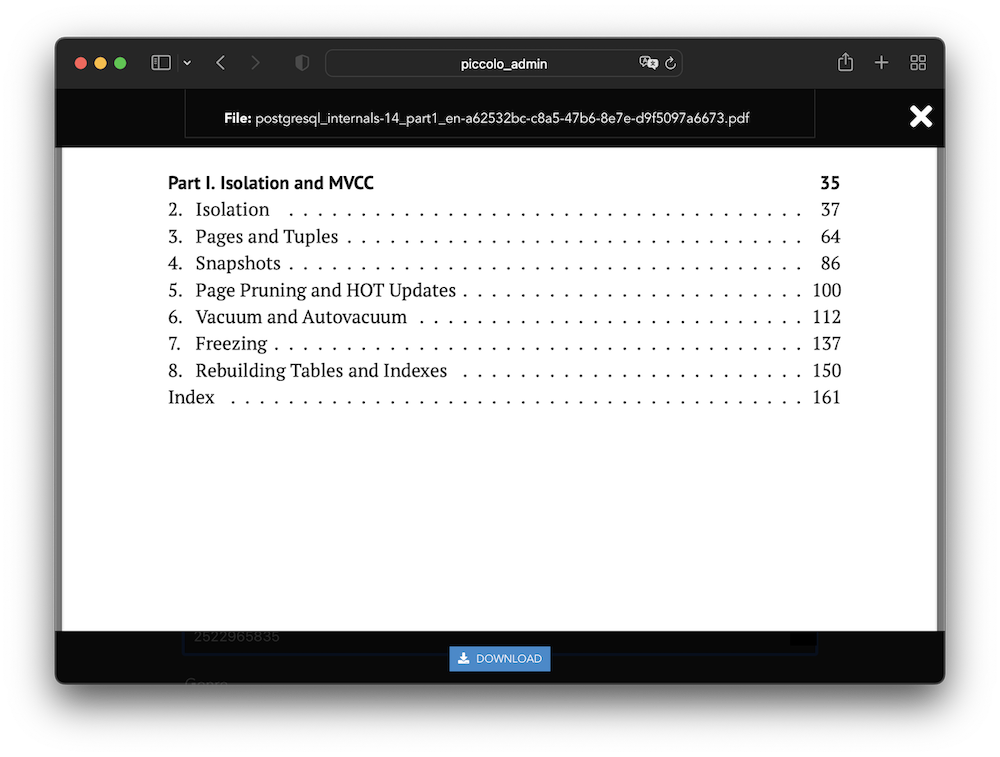 piccolo_admin
File: postgresql_internals-14_part1_en-a62532bc-c8a5-47b6-8e7e-d9f5097a6673.pdf
Part I. Isolation and MVCC 35
2. Isolation . . . . . . . . . . . . . . . . . . . . . . . . . . . . . . . . . . . . 37
3. Pages and Tuples . . . . . . . . . . . . . . . . . . . . . . . . . . . . . . . . 64
4. Snapshots . . . . . . . . . . . . . . . . . . . . . . . . . . . . . . . . . . . . 86
5. Page Pruning and HOT Updates . . . . . . . . . . . . . . . . . . . . . . . . 100
6. Vacuum and Autovacuum . . . . . . . . . . . . . . . . . . . . . . . . . . . 112
7. Freezing . . . . . . . . . . . . . . . . . . . . . . . . . . . . . . . . . . . . . 137
8. Rebuilding Tables and Indexes . . . . . . . . . . . . . . . . . . . . . . . . 150
Index . . . . . . . . . . . . . . . . . . . . . . . . . . . . . . . . . . . . . . . . 161
2522965835
DOWNLOAD
Genre